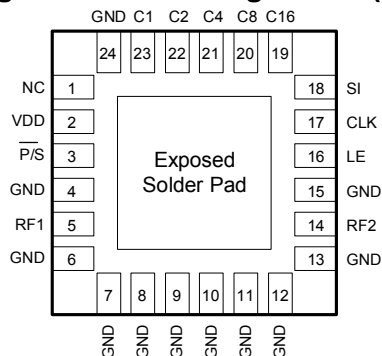 GND C1 C2 C4 C8 C16
24 23 22 21 20 19
NC 1 18 SI
VDD 2 17 CLK
P/S 3 16 LE
GND 4 15 GND
RF1 5 14 RF2
GND 6 13 GND
Exposed
Solder Pad
7 8 9 10 11 12
GND GND GND GND GND GND